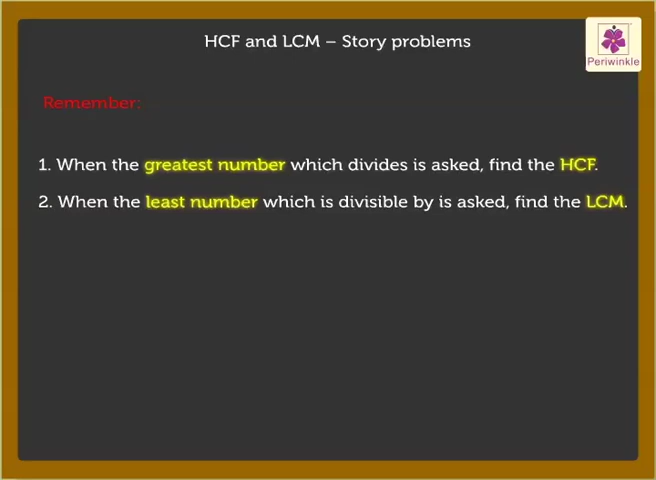 HCF and LCM – Story problems
Periwinkle
Remember:
1. When the greatest number which divides is asked, find the HCF.
2. When the least number which is divisible by is asked, find the LCM.